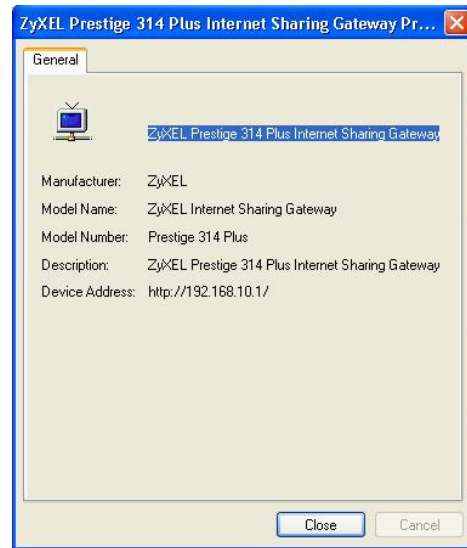 ZyXEL Prestige 314 Plus Internet Sharing Gateway Pr...
General
ZyXEL Prestige 314 Plus Internet Sharing Gateway
Manufacturer: ZyXEL
Model Name: ZyXEL Internet Sharing Gateway
Model Number: Prestige 314 Plus
Description: ZyXEL Prestige 314 Plus Internet Sharing Gateway
Device Address: http://192.168.10.1/
Close Cancel